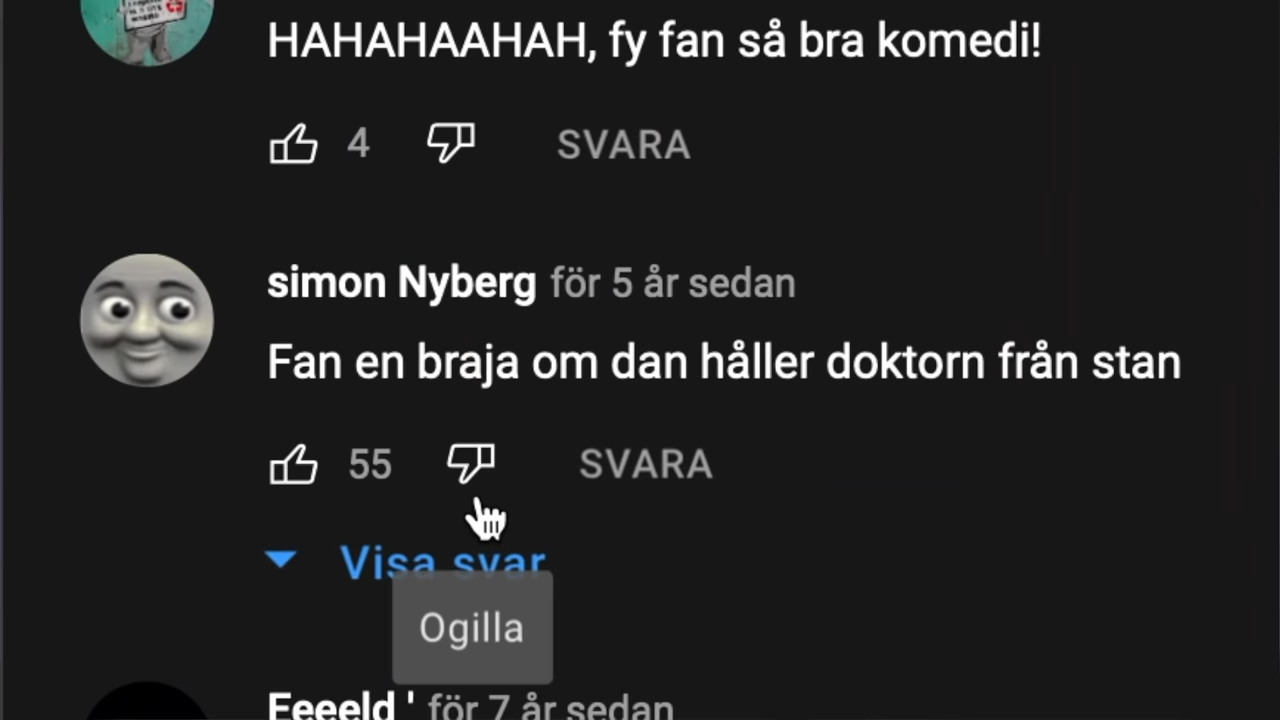 HAHAHAAHAH, fy fan så bra komedi!
4 SVARA
simon Nyberg för 5 år sedan
Fan en braja om dan håller doktorn från stan
55 SVARA
Visa svar
Ogilla
Eeeeld ' för 7 år sedan